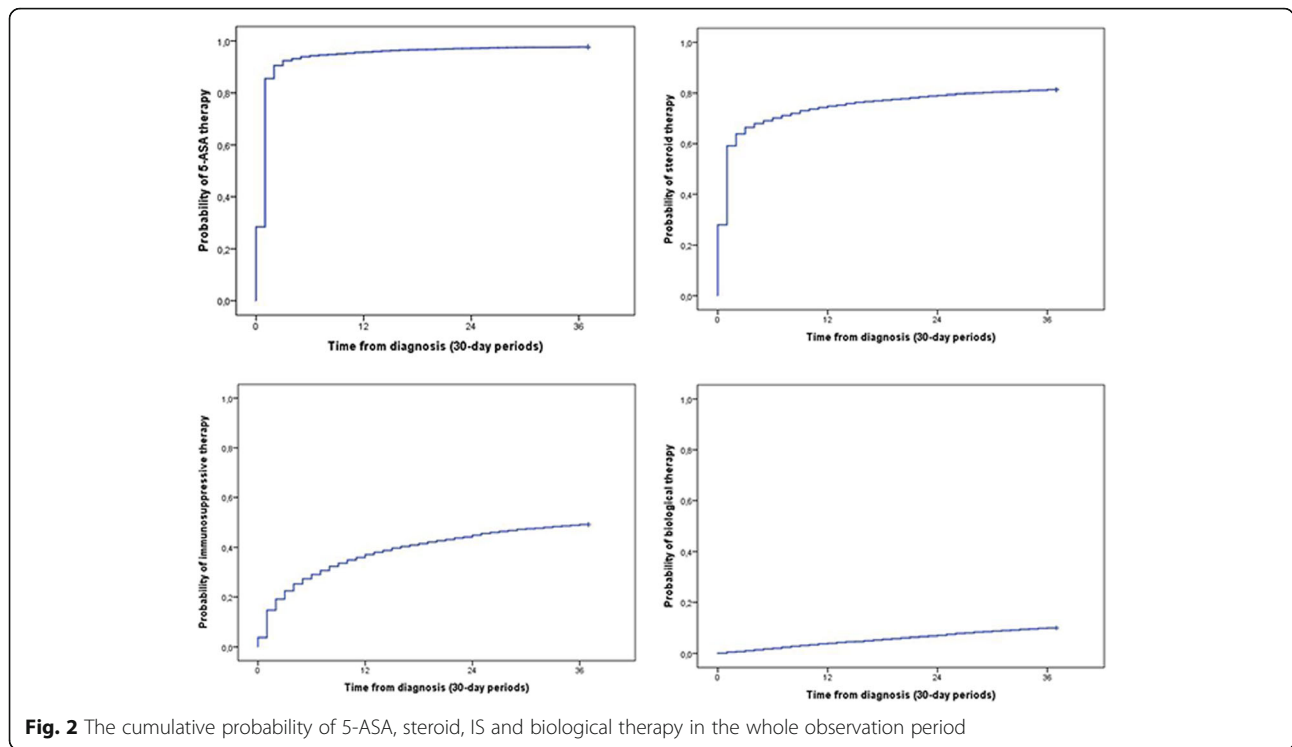 Probability of 5-ASA therapy
1,0
0,8
0,6
0,4
0,2
0,0
0 12 24 36
Time from diagnosis (30-day periods)
Probability of steroid therapy
1,0
0,8
0,6
0,4
0,2
0,0
0 12 24 36
Time from diagnosis (30-day periods)
Probability of immunosuppressive therapy
1,0
0,8
0,6
0,4
0,2
0,0
0 12 24 36
Time from diagnosis (30-day periods)
Probability of biological therapy
1,0
0,8
0,6
0,4
0,2
0,0
0 12 24 36
Time from diagnosis (30-day periods)
Fig. 2 The cumulative probability of 5-ASA, steroid, IS and biological therapy in the whole observation period